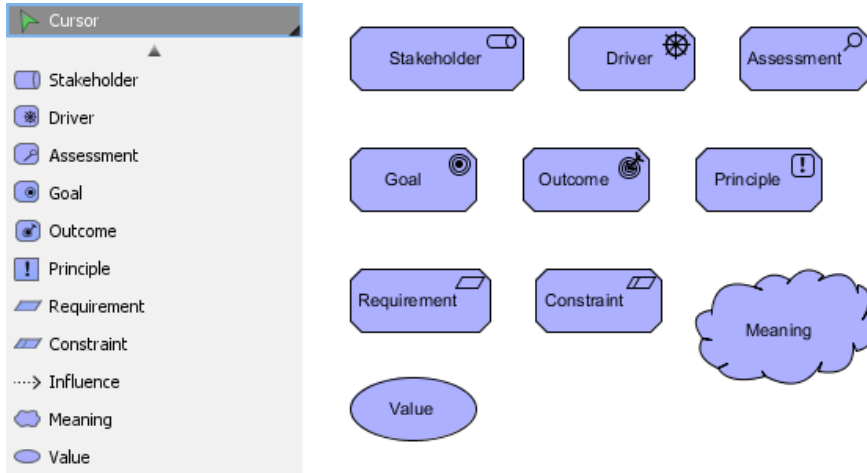 Cursor
Stakeholder
Driver
Assessment
Goal
Outcome
Principle
Requirement
Constraint
Influence
Meaning
Value
Stakeholder Driver Assessment
Goal Outcome Principle
Requirement Constraint
Meaning
Value